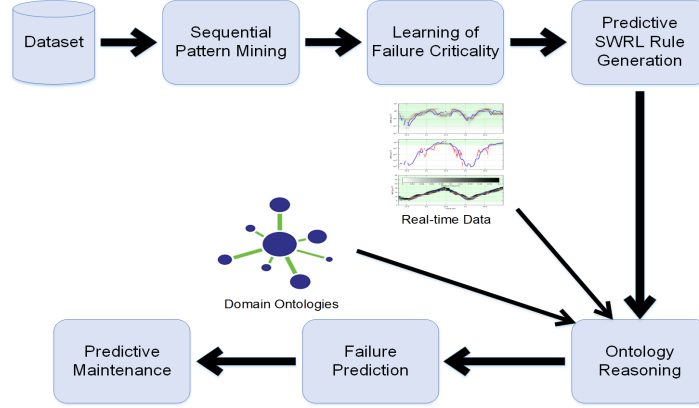 Dataset
Sequential
Pattern Mining
Learning of
Failure Criticality
Predictive
SWRL Rule
Generation
Real-time Data
Domain Ontologies
Predictive
Maintenance
Failure
Prediction
Ontology
Reasoning